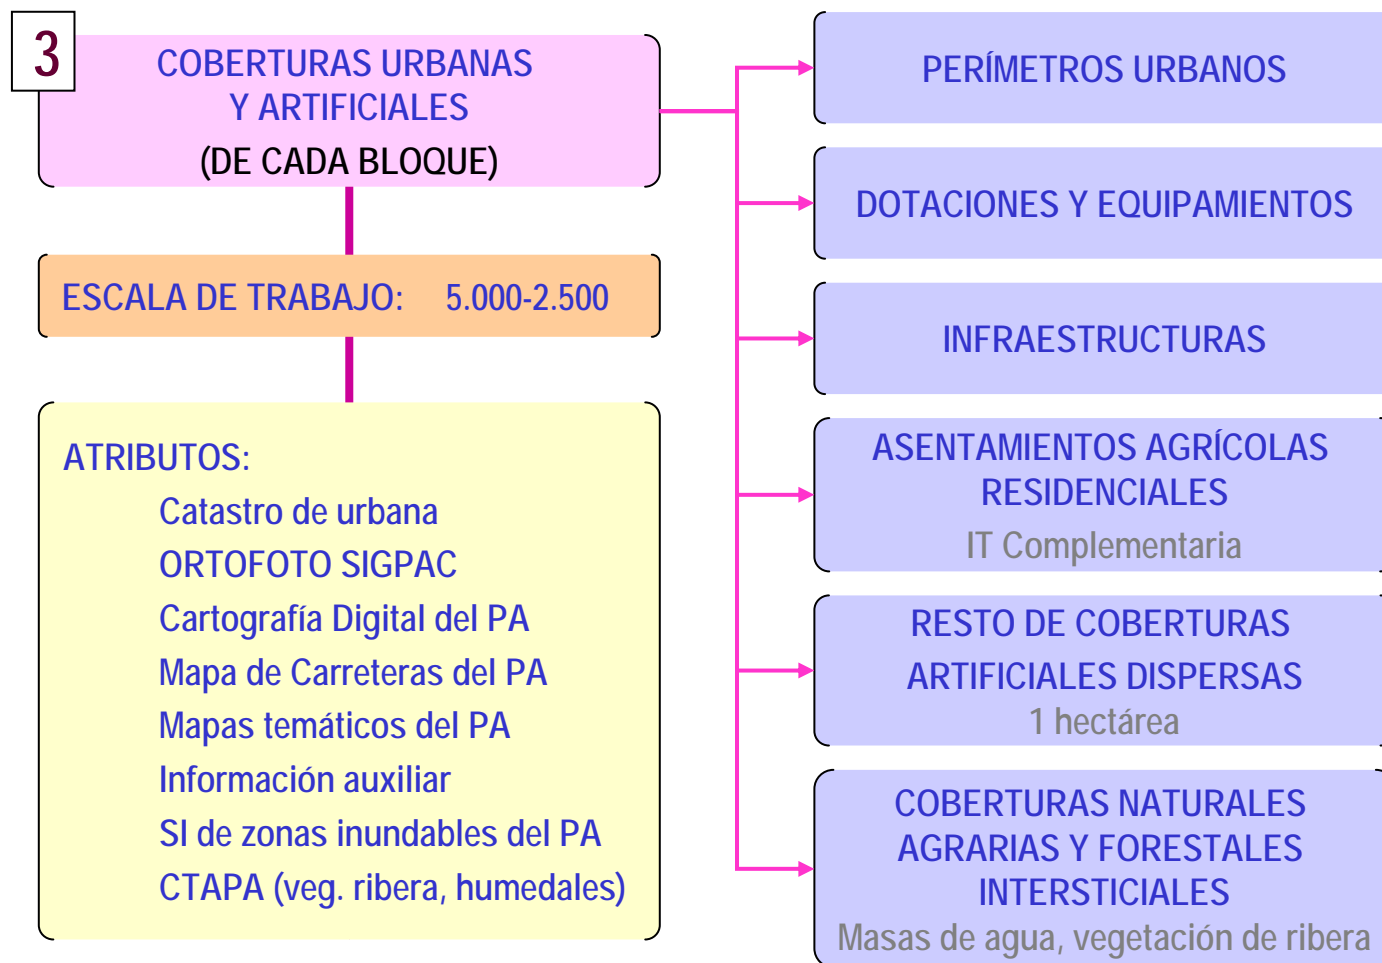 3
COBERTURAS URBANAS
Y ARTIFICIALES
(DE CADA BLOQUE)
ESCALA DE TRABAJO: 5.000-2.500
ATRIBUTOS:
Catastro de urbana
ORTOFOTO SIGPAC
Cartografía Digital del PA
Mapa de Carreteras del PA
Mapas temáticos del PA
Información auxiliar
SI de zonas inundables del PA
CTAPA (veg. ribera, humedales)
PERÍMETROS URBANOS
DOTACIONES Y EQUIPAMIENTOS
INFRAESTRUCTURAS
ASENTAMIENTOS AGRÍCOLAS
RESIDENCIALES
IT Complementaria
RESTO DE COBERTURAS
ARTIFICIALES DISPERSAS
1 hectárea
COBERTURAS NATURALES
AGRARIAS Y FORESTALES
INTERSTICIALES
Masas de agua, vegetación de ribera